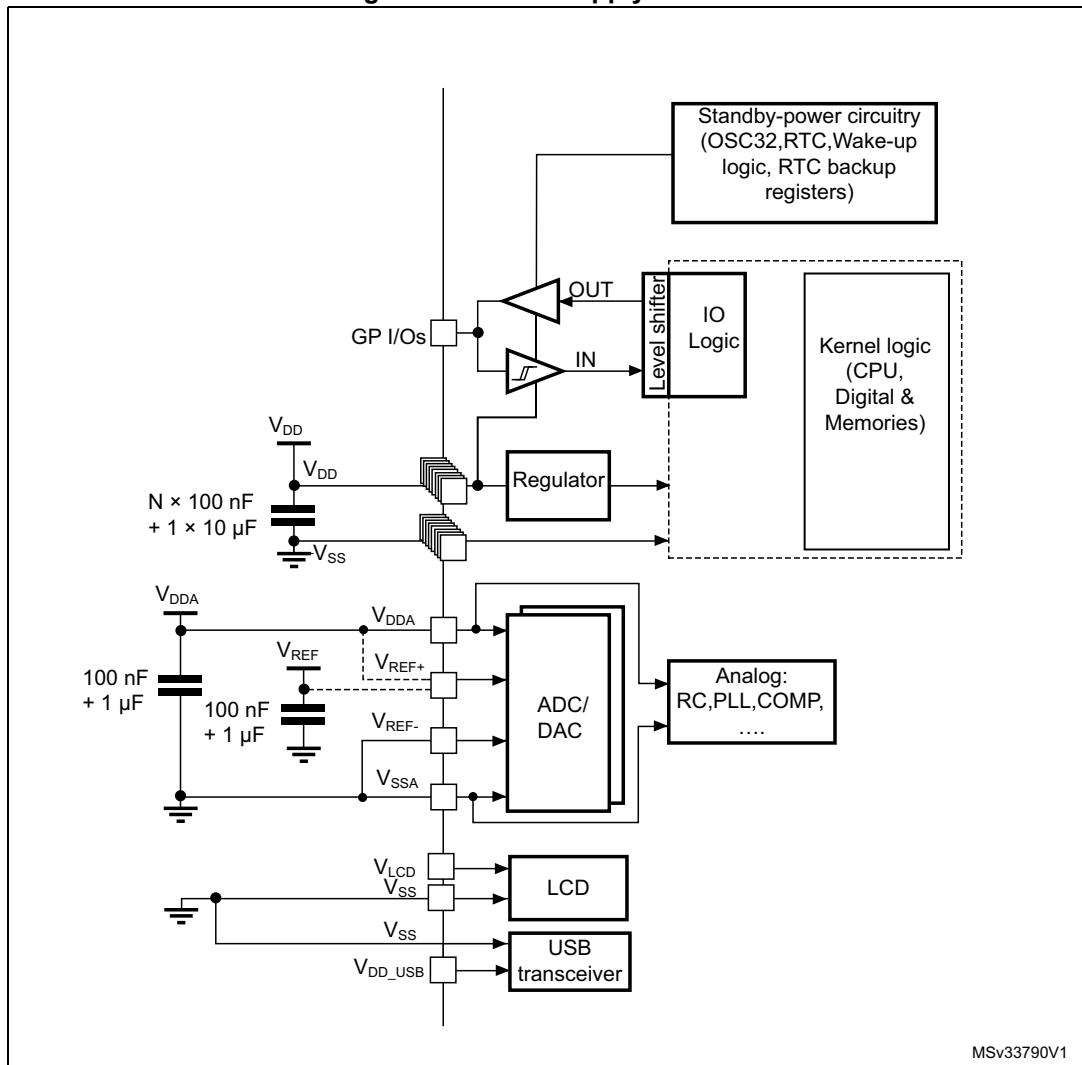 Standby-power circuitry
(OSC32,RTC,Wake-up
logic, RTC backup
registers)
OUT
Level shifter
IO
Logic
GP I/Os
IN
Kernel logic
(CPU,
Digital &
Memories)
VDD
VDD
Regulator
N × 100 nF
+ 1 × 10 µF
VSS
VDDA
VDDA
VREF
VREF+
100 nF
+ 1 µF
100 nF
+ 1 µF
ADC/
DAC
Analog:
RC,PLL,COMP,
....
VREF-
VSSA
VLCD
VSS
LCD
VSS
USB
transceiver
VDD_USB
MSv33790V1